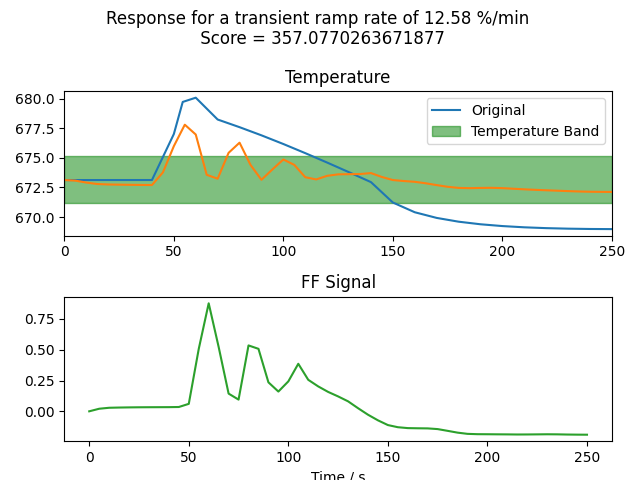 Response for a transient ramp rate of 12.58 %/min
Score = 357.0770263671877
Temperature
680.0
677.5
675.0
672.5
670.0
Original
Temperature Band
0 50 100 150 200 250
FF Signal
0.75
0.50
0.25
0.00
0 50 100 150 200 250
Time / s